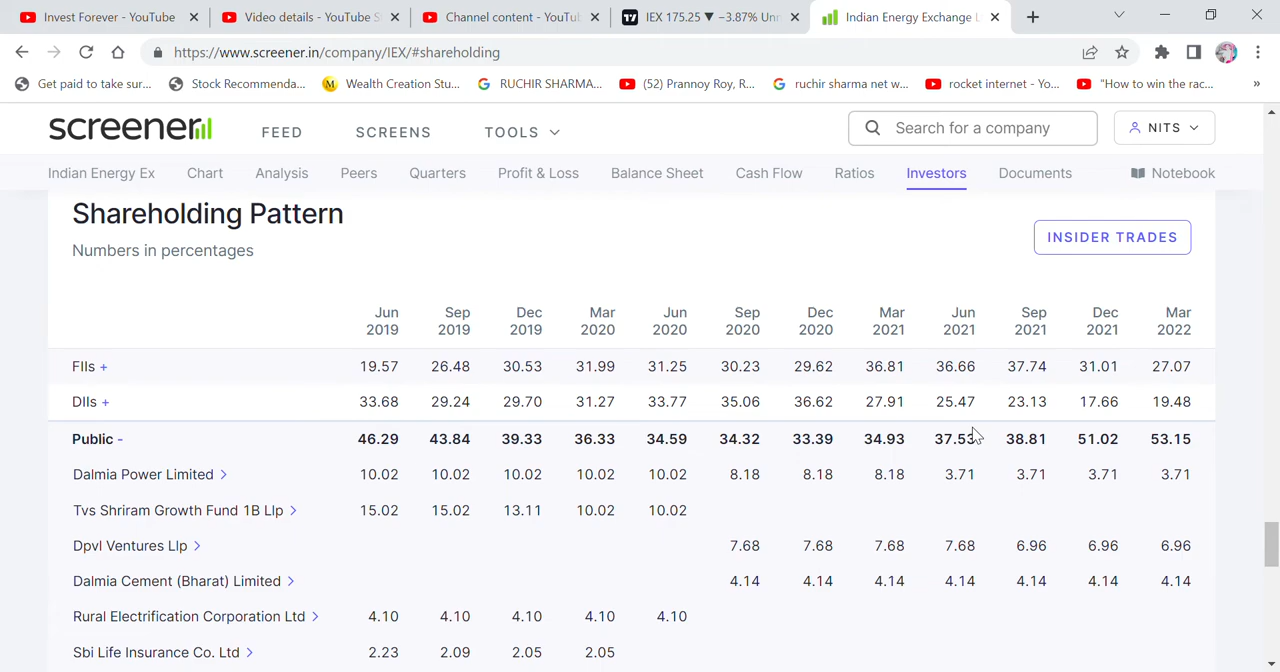 Invest Forever - YouTube
Video details - YouTube S
Channel content - YouTu
IEX 175.25 ▼ −3.87% Unn
Indian Energy Exchange L
https://www.screener.in/company/IEX/#shareholding
Get paid to take sur...
Stock Recommenda...
M Wealth Creation Stu...
RUCHIR SHARMA...
(52) Prannoy Roy, R...
ruchir sharma net w...
rocket internet - Yo...
"How to win the rac...
»
screener
FEED
SCREENS
TOOLS
Search for a company
NITS
Indian Energy Ex Chart Analysis Peers Quarters Profit & Loss Balance Sheet Cash Flow Ratios Investors Documents Notebook
Shareholding Pattern
Numbers in percentages
INSIDER TRADES
Jun Sep Dec Mar Jun Sep Dec Mar Jun Sep Dec Mar
2019 2019 2019 2020 2020 2020 2020 2021 2021 2021 2021 2022
FIIs + 19.57 26.48 30.53 31.99 31.25 30.23 29.62 36.81 36.66 37.74 31.01 27.07
DIIs + 33.68 29.24 29.70 31.27 33.77 35.06 36.62 27.91 25.47 23.13 17.66 19.48
Public - 46.29 43.84 39.33 36.33 34.59 34.32 33.39 34.93 37.53 38.81 51.02 53.15
Dalmia Power Limited > 10.02 10.02 10.02 10.02 10.02 8.18 8.18 8.18 3.71 3.71 3.71 3.71
Tvs Shriram Growth Fund 1B Llp > 15.02 15.02 13.11 10.02 10.02
Dpvl Ventures Llp > 7.68 7.68 7.68 7.68 6.96 6.96 6.96
Dalmia Cement (Bharat) Limited > 4.14 4.14 4.14 4.14 4.14 4.14 4.14
Rural Electrification Corporation Ltd > 4.10 4.10 4.10 4.10 4.10
Sbi Life Insurance Co. Ltd > 2.23 2.09 2.05 2.05